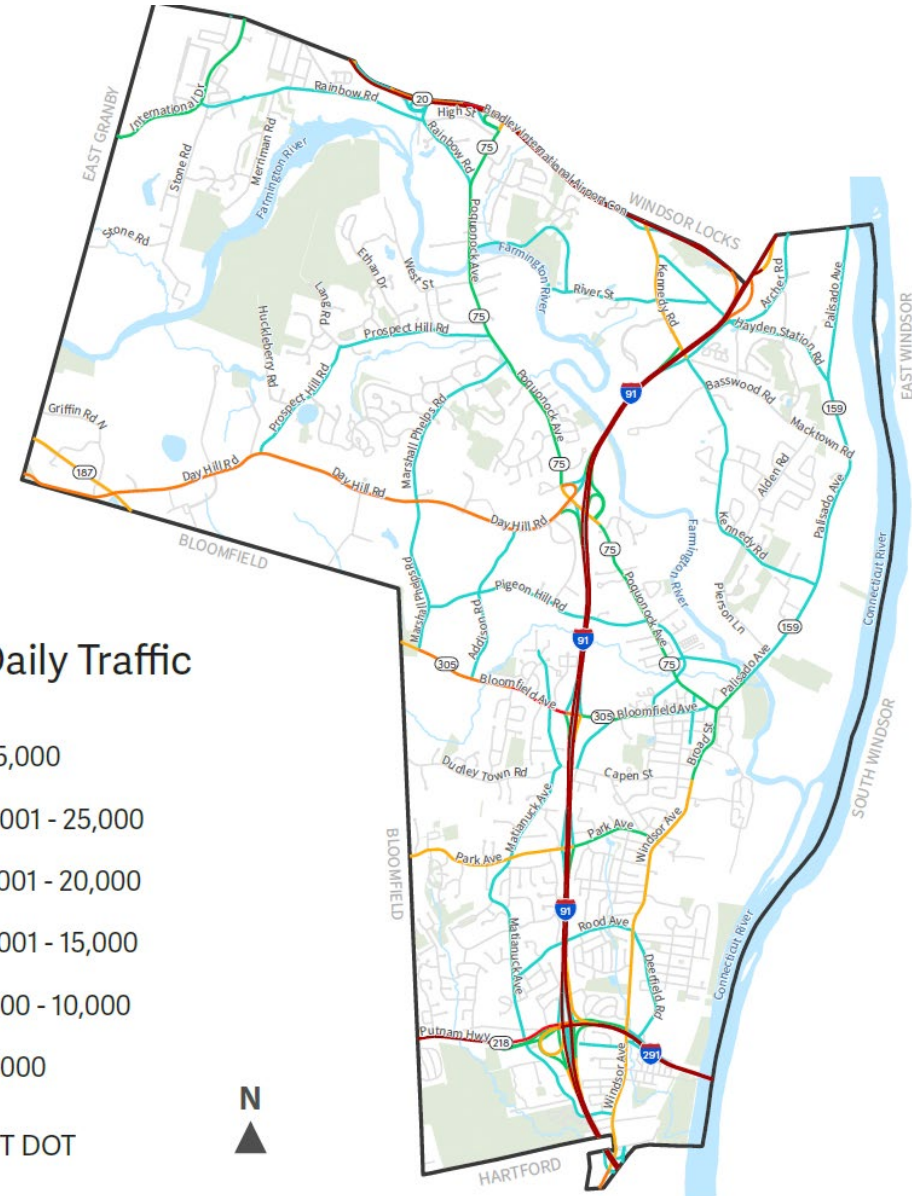 International Dr
Rainbow Rd
20
High St
Bradley International Airport Con
EAST GRANBY
Stone Rd
Merriman Rd
Farmington River
Rainbow Rd
75
WINDSOR LOCKS
Stone Rd
Poquonock Ave
Ethan Dr
West St
Farmington River
River St
Kennedy Rd
Archer Rd
Palisado Ave
EAST WINDSOR
Lang Rd
Huckleberry Rd
75
Prospect Hill Rd
Hayden Station Rd
Prospect Hill Rd
Poquonock Ave
91
Basswood Rd
159
Macktown Rd
Griffin Rd N
Marshall Phelps Rd
187
Day Hill Rd
Day Hill Rd
75
Alden Rd
Palisado Ave
Day Hill Rd
Kennedy Rd
Farmington River
75
BLOOMFIELD
Marshall Phelps Rd
Pigeon Hill Rd
Poquonock Ave
Pierson Ln
Connecticut River
Addison Rd
159
91
305
75
Palisado Ave
Bloomfield Ave
305
Bloomfield Ave
Broad St
SOUTH WINDSOR
Daily Traffic
5,000
001 - 25,000
001 - 20,000
001 - 15,000
00 - 10,000
000
T DOT
N
Dudley Town Rd
Capen St
Matianuck Ave
Park Ave
Windsor Ave
Park Ave
BLOOMFIELD
91
Rood Ave
Matianuck Ave
Deerfield Rd
Connecticut River
Putnam Hwy
218
291
Windsor Ave
HARTFORD